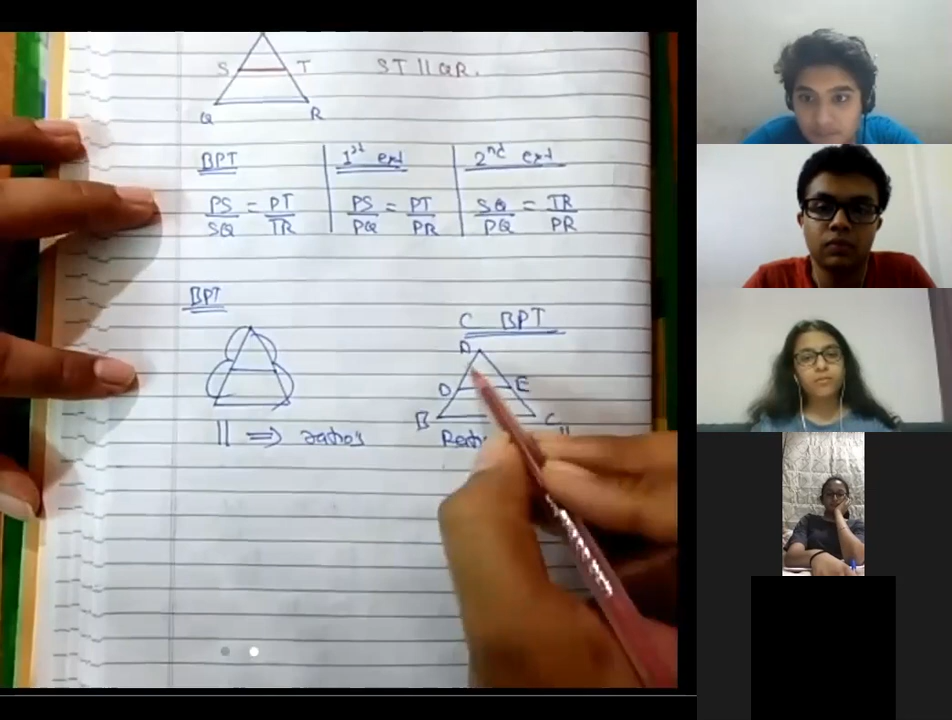 S T ST || QR.
Q R
BPT 1st ext 2nd ext
PS/SQ = PT/TR PS/PQ = PT/PR SQ/PQ = TR/PR
BPT
C BPT
A
D E
B C
|| ⇒ ratios ||